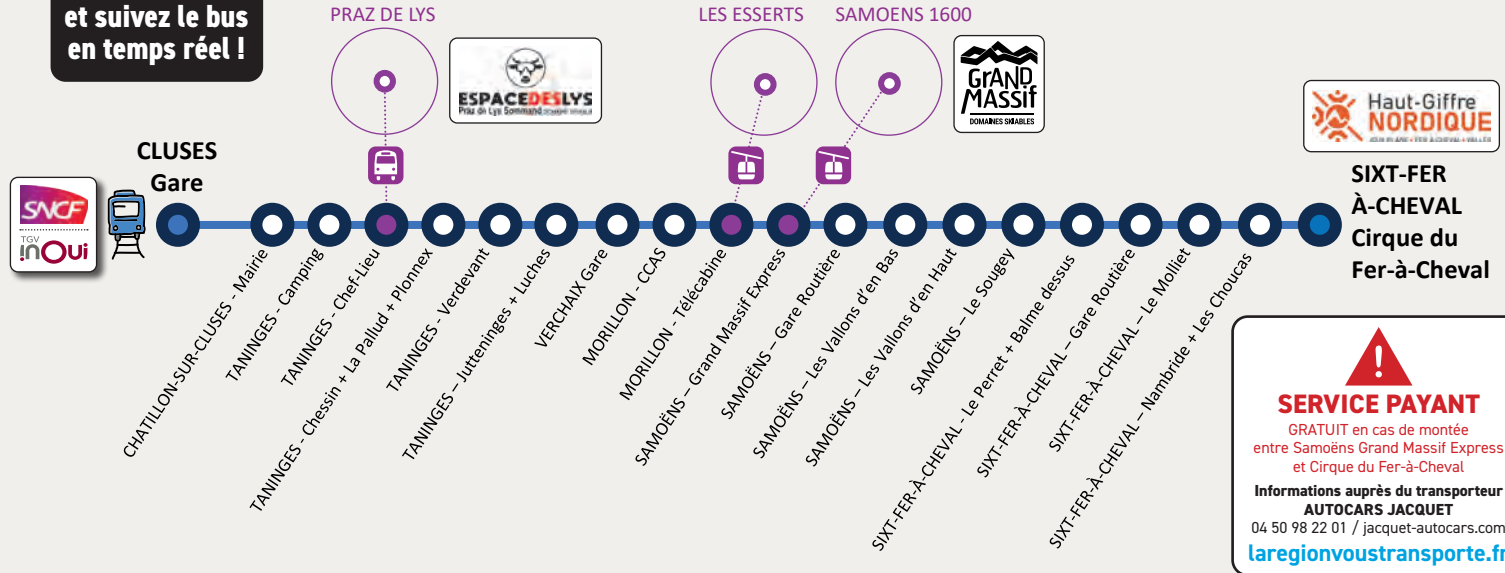 et suivez le bus
en temps réel !
PRAZ DE LYS
LES ESSERTS
SAMOENS 1600
ESPACEDESLYS
Praz de Lys Sommand
GRAND
MASSIF
DOMAINES SKIABLES
Haut-Giffre
NORDIQUE
SNCF
TGV
inOui
CLUSES
Gare
SIXT-FER
À-CHEVAL
Cirque du
Fer-à-Cheval
CHATILLON-SUR-CLUSES - Mairie
TANINGES - Camping
TANINGES - Chef-Lieu
TANINGES - Chessin + La Pallud + Plonnex
TANINGES - Verdevant
TANINGES – Jutteninges + Luches
VERCHAIX Gare
MORILLON - CCAS
MORILLON - Télécabine
SAMOËNS – Grand Massif Express
SAMOËNS – Gare Routière
SAMOËNS – Les Vallons d'en Bas
SAMOËNS – Les Vallons d'en Haut
SAMOËNS – Le Sougey
SIXT-FER-À-CHEVAL - Le Perret + Balme dessus
SIXT-FER-À-CHEVAL – Gare Routière
SIXT-FER-À-CHEVAL – Le Molliet
SIXT-FER-À-CHEVAL – Nambride + Les Choucas
!
SERVICE PAYANT
GRATUIT en cas de montée
entre Samoëns Grand Massif Express
et Cirque du Fer-à-Cheval
Informations auprès du transporteur
AUTOCARS JACQUET
04 50 98 22 01 / jacquet-autocars.com
laregionvoustransporte.fr